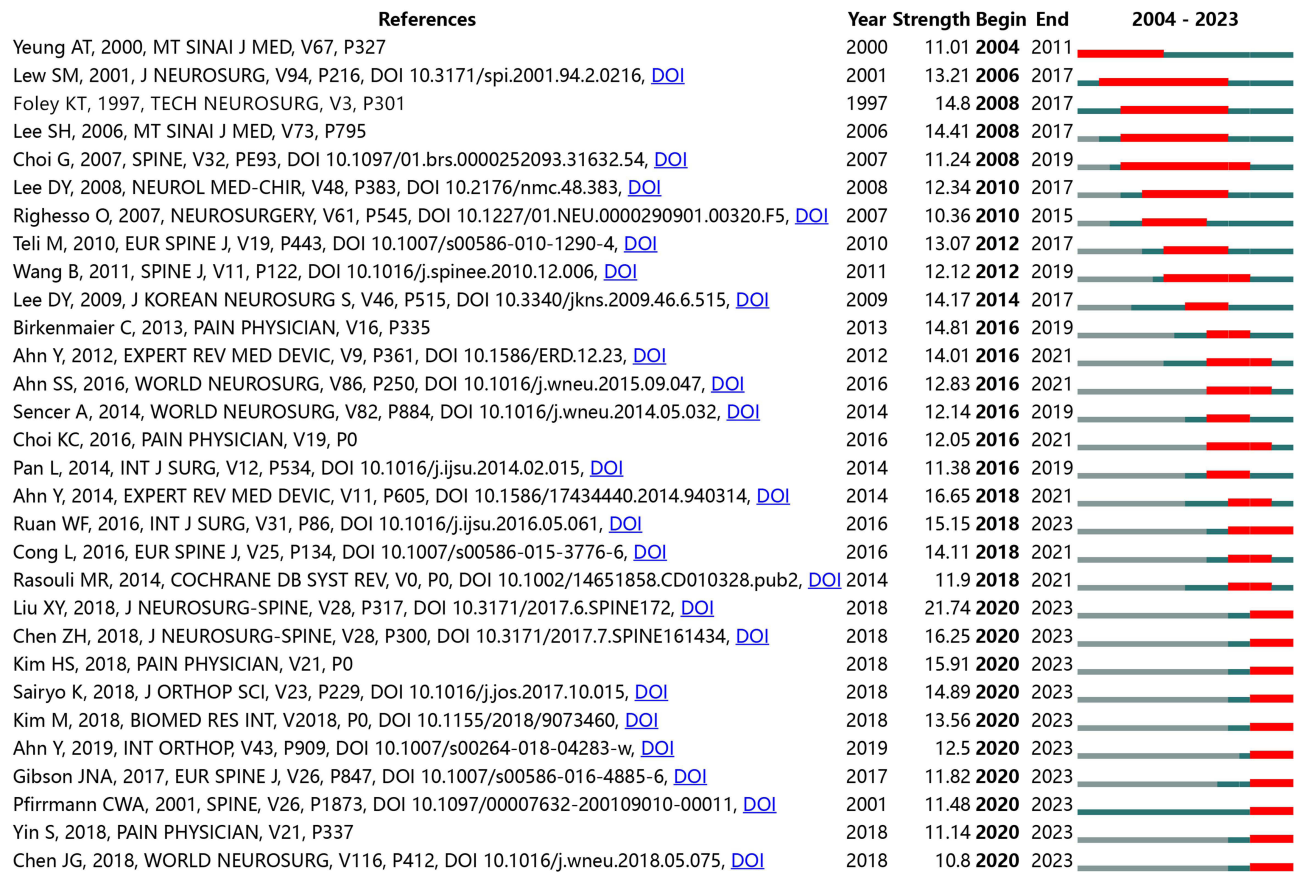 References Year Strength Begin End 2004 - 2023
Yeung AT, 2000, MT SINAI J MED, V67, P327 2000 11.01 2004 2011
Lew SM, 2001, J NEUROSURG, V94, P216, DOI 10.3171/spi.2001.94.2.0216, DOI 2001 13.21 2006 2017
Foley KT, 1997, TECH NEUROSURG, V3, P301 1997 14.8 2008 2017
Lee SH, 2006, MT SINAI J MED, V73, P795 2006 14.41 2008 2017
Choi G, 2007, SPINE, V32, PE93, DOI 10.1097/01.brs.0000252093.31632.54, DOI 2007 11.24 2008 2019
Lee DY, 2008, NEUROL MED-CHIR, V48, P383, DOI 10.2176/nmc.48.383, DOI 2008 12.34 2010 2017
Righesso O, 2007, NEUROSURGERY, V61, P545, DOI 10.1227/01.NEU.0000290901.00320.F5, DOI 2007 10.36 2010 2015
Teli M, 2010, EUR SPINE J, V19, P443, DOI 10.1007/s00586-010-1290-4, DOI 2010 13.07 2012 2017
Wang B, 2011, SPINE J, V11, P122, DOI 10.1016/j.spinee.2010.12.006, DOI 2011 12.12 2012 2019
Lee DY, 2009, J KOREAN NEUROSURG S, V46, P515, DOI 10.3340/jkns.2009.46.6.515, DOI 2009 14.17 2014 2017
Birkenmaier C, 2013, PAIN PHYSICIAN, V16, P335 2013 14.81 2016 2019
Ahn Y, 2012, EXPERT REV MED DEVIC, V9, P361, DOI 10.1586/ERD.12.23, DOI 2012 14.01 2016 2021
Ahn SS, 2016, WORLD NEUROSURG, V86, P250, DOI 10.1016/j.wneu.2015.09.047, DOI 2016 12.83 2016 2021
Sencer A, 2014, WORLD NEUROSURG, V82, P884, DOI 10.1016/j.wneu.2014.05.032, DOI 2014 12.14 2016 2019
Choi KC, 2016, PAIN PHYSICIAN, V19, P0 2016 12.05 2016 2021
Pan L, 2014, INT J SURG, V12, P534, DOI 10.1016/j.ijsu.2014.02.015, DOI 2014 11.38 2016 2019
Ahn Y, 2014, EXPERT REV MED DEVIC, V11, P605, DOI 10.1586/17434440.2014.940314, DOI 2014 16.65 2018 2021
Ruan WF, 2016, INT J SURG, V31, P86, DOI 10.1016/j.ijsu.2016.05.061, DOI 2016 15.15 2018 2023
Cong L, 2016, EUR SPINE J, V25, P134, DOI 10.1007/s00586-015-3776-6, DOI 2016 14.11 2018 2021
Rasouli MR, 2014, COCHRANE DB SYST REV, V0, P0, DOI 10.1002/14651858.CD010328.pub2, DOI 2014 11.9 2018 2021
Liu XY, 2018, J NEUROSURG-SPINE, V28, P317, DOI 10.3171/2017.6.SPINE172, DOI 2018 21.74 2020 2023
Chen ZH, 2018, J NEUROSURG-SPINE, V28, P300, DOI 10.3171/2017.7.SPINE161434, DOI 2018 16.25 2020 2023
Kim HS, 2018, PAIN PHYSICIAN, V21, P0 2018 15.91 2020 2023
Sairyo K, 2018, J ORTHOP SCI, V23, P229, DOI 10.1016/j.jos.2017.10.015, DOI 2018 14.89 2020 2023
Kim M, 2018, BIOMED RES INT, V2018, P0, DOI 10.1155/2018/9073460, DOI 2018 13.56 2020 2023
Ahn Y, 2019, INT ORTHOP, V43, P909, DOI 10.1007/s00264-018-04283-w, DOI 2019 12.5 2020 2023
Gibson JNA, 2017, EUR SPINE J, V26, P847, DOI 10.1007/s00586-016-4885-6, DOI 2017 11.82 2020 2023
Pfirrmann CWA, 2001, SPINE, V26, P1873, DOI 10.1097/00007632-200109010-00011, DOI 2001 11.48 2020 2023
Yin S, 2018, PAIN PHYSICIAN, V21, P337 2018 11.14 2020 2023
Chen JG, 2018, WORLD NEUROSURG, V116, P412, DOI 10.1016/j.wneu.2018.05.075, DOI 2018 10.8 2020 2023